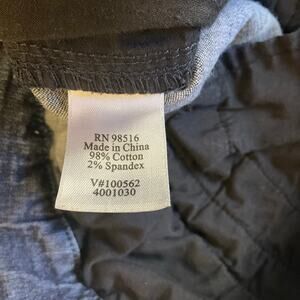 RN 98516
Made in China
98% Cotton
2% Spandex
V#100562
4001030